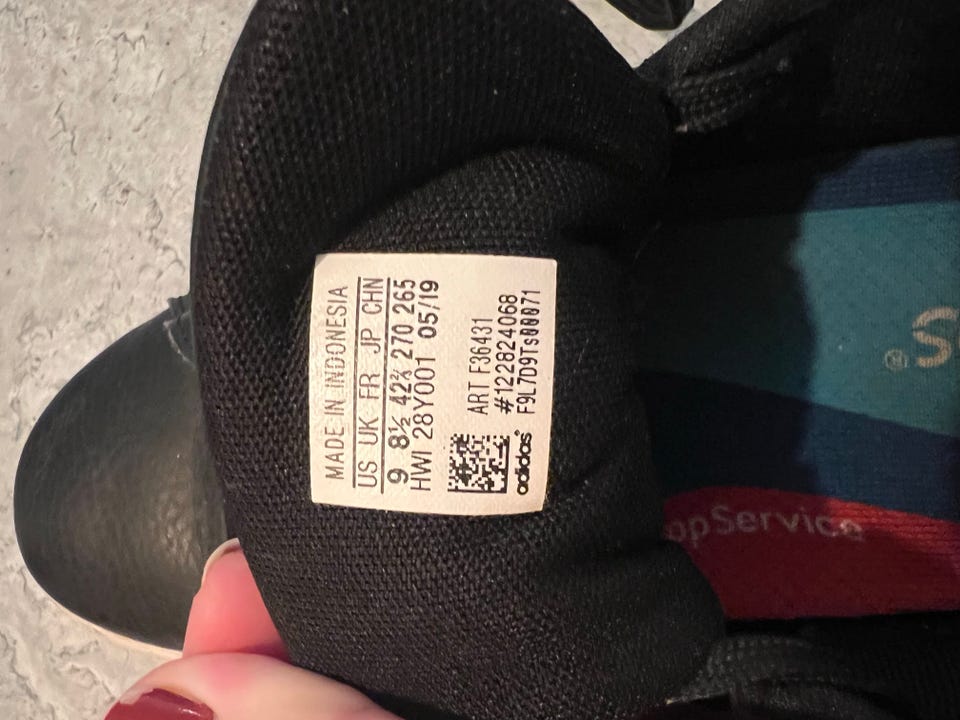 MADE IN INDONESIA
US UK FR JP CHN
9 8½ 42⅔ 270 265
HWI 28Y001 05/19
ART F36431
#122824068
F9L7D9Ts00071
adidas®
opService
S
®